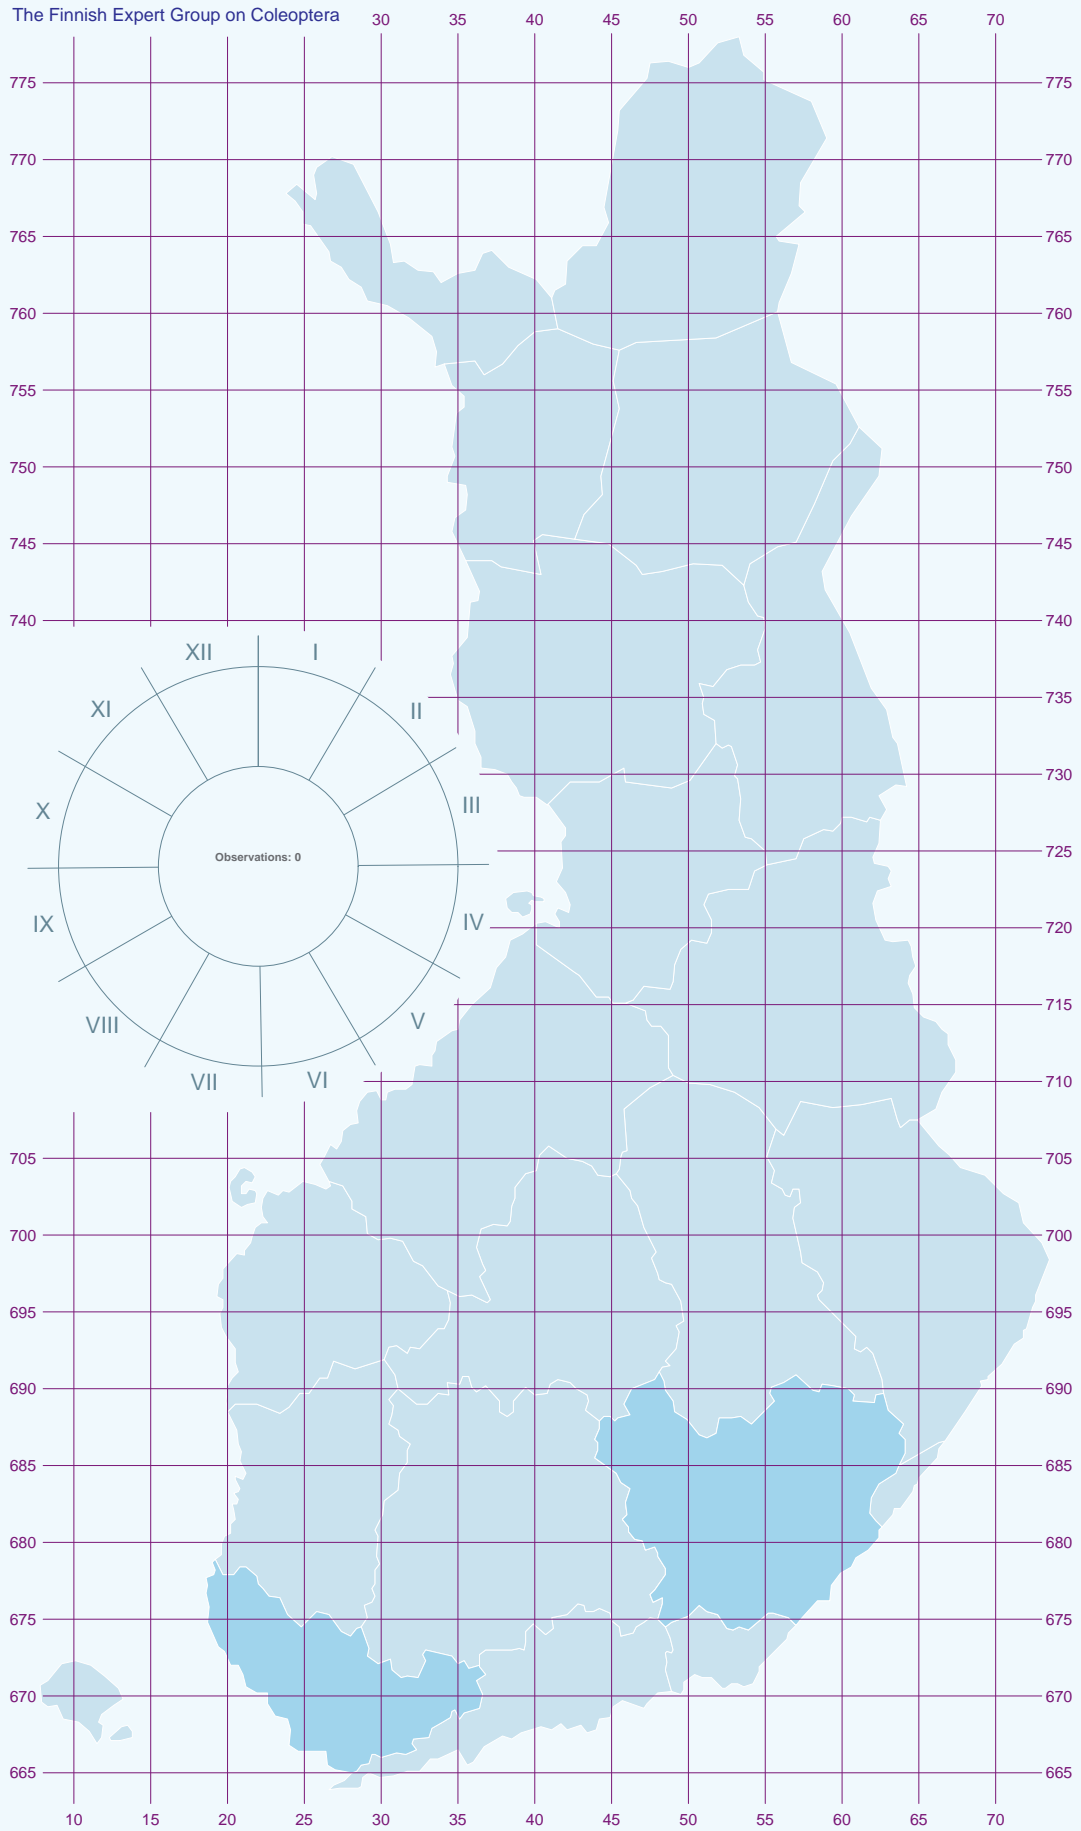 The Finnish Expert Group on Coleoptera
30 35 40 45 50 55 60 65 70
775 775
770 770
765 765
760 760
755 755
750 750
745 745
740 740
XII I
XI II 735
730
X III
Observations: 0
725
IX IV 720
715
VIII V
VII VI 710
705 705
700 700
695 695
690 690
685 685
680 680
675 675
670 670
665 665
10 15 20 25 30 35 40 45 50 55 60 65 70